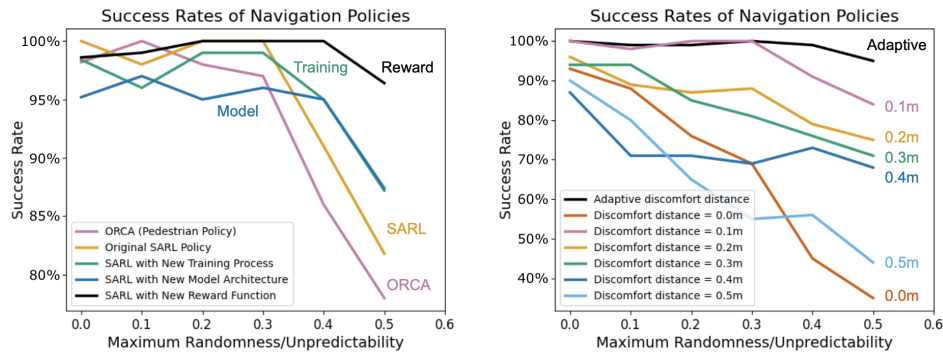 Success Rates of Navigation Policies
100%
95%
90%
85%
80%
Success Rate
Training
Reward
Model
SARL
ORCA
ORCA (Pedestrian Policy)
Original SARL Policy
SARL with New Training Process
SARL with New Model Architecture
SARL with New Reward Function
0.0 0.1 0.2 0.3 0.4 0.5 0.6
Maximum Randomness/Unpredictability
Success Rates of Navigation Policies
100%
90%
80%
70%
60%
50%
40%
Success Rate
Adaptive
0.1m
0.2m
0.3m
0.4m
0.5m
0.0m
Adaptive discomfort distance
Discomfort distance = 0.0m
Discomfort distance = 0.1m
Discomfort distance = 0.2m
Discomfort distance = 0.3m
Discomfort distance = 0.4m
Discomfort distance = 0.5m
0.0 0.1 0.2 0.3 0.4 0.5 0.6
Maximum Randomness/Unpredictability